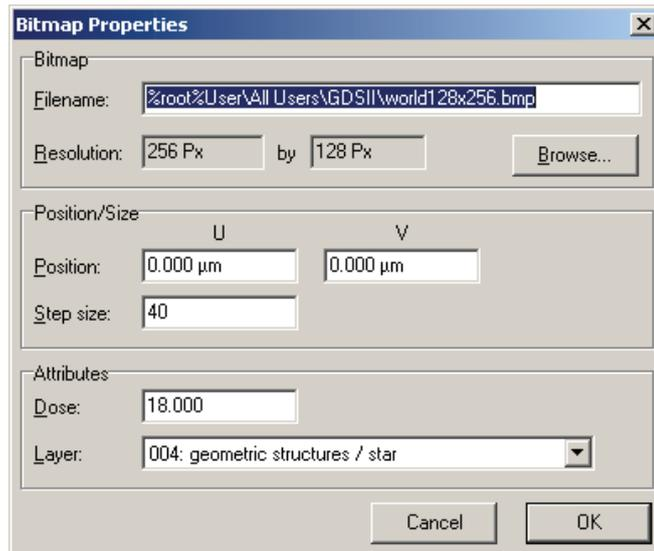 Bitmap Properties
Bitmap
Filename: %root%User\All Users\GDSII\world128x256.bmp
Resolution: 256 Px by 128 Px Browse...
Position/Size
U V
Position: 0.000 µm 0.000 µm
Step size: 40
Attributes
Dose: 18.000
Layer: 004: geometric structures / star
Cancel OK